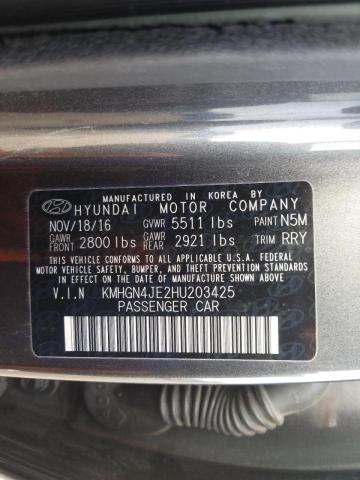 MANUFACTURED IN KOREA BY
HYUNDAI MOTOR COMPANY
NOV/18/16 GVWR 5511 lbs PAINT N5M
GAWR FRONT 2800 lbs GAWR REAR 2921 lbs TRIM RRY
THIS VEHICLE CONFORMS TO ALL APPLICABLE U.S.A. FEDERAL
MOTOR VEHICLE SAFETY, BUMPER, AND THEFT PREVENTION STANDARDS
IN EFFECT ON THE DATE OF MANUFACTURE SHOWN ABOVE.
V.I.N KMHGN4JE2HU203425
PASSENGER CAR